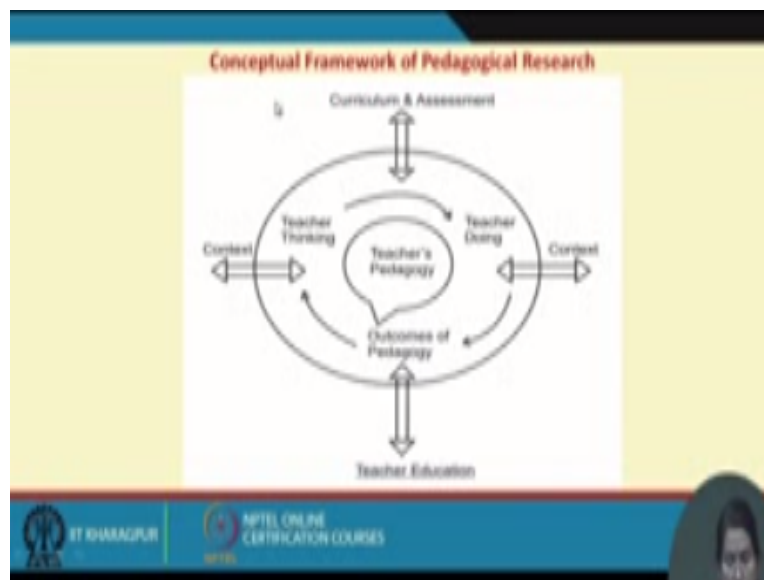 Conceptual Framework of Pedagogical Research
Curriculum & Assessment
Teacher
Thinking
Teacher
Doing
Context
Context
Teacher's
Pedagogy
Outcomes of
Pedagogy
Teacher Education
IIT KHARAGPUR
NPTEL ONLINE
CERTIFICATION COURSES
NPTEL